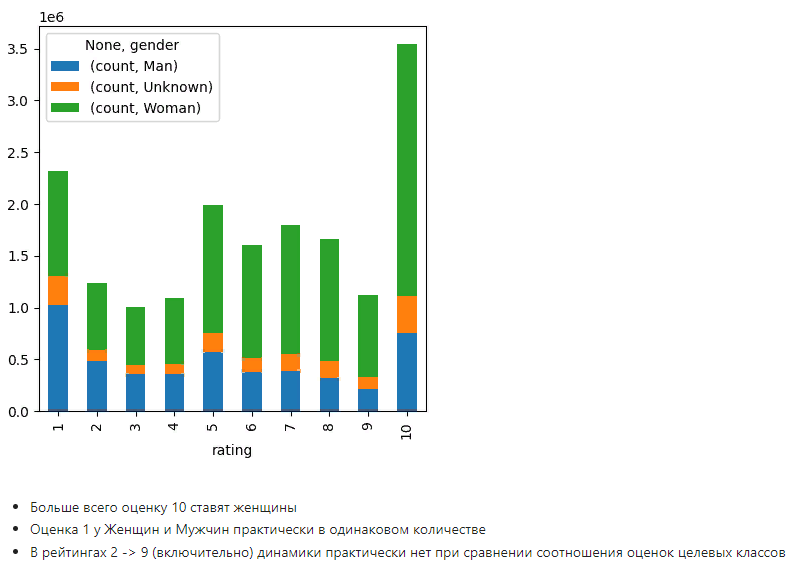 1e6
None, gender
(count, Man)
(count, Unknown)
(count, Woman)
3.5
3.0
2.5
2.0
1.5
1.0
0.5
0.0
1 2 3 4 5 6 7 8 9 10
rating
• Больше всего оценку 10 ставят женщины
• Оценка 1 у Женщин и Мужчин практически в одинаковом количестве
• В рейтингах 2 -> 9 (включительно) динамики практически нет при сравнении соотношения оценок целевых классов